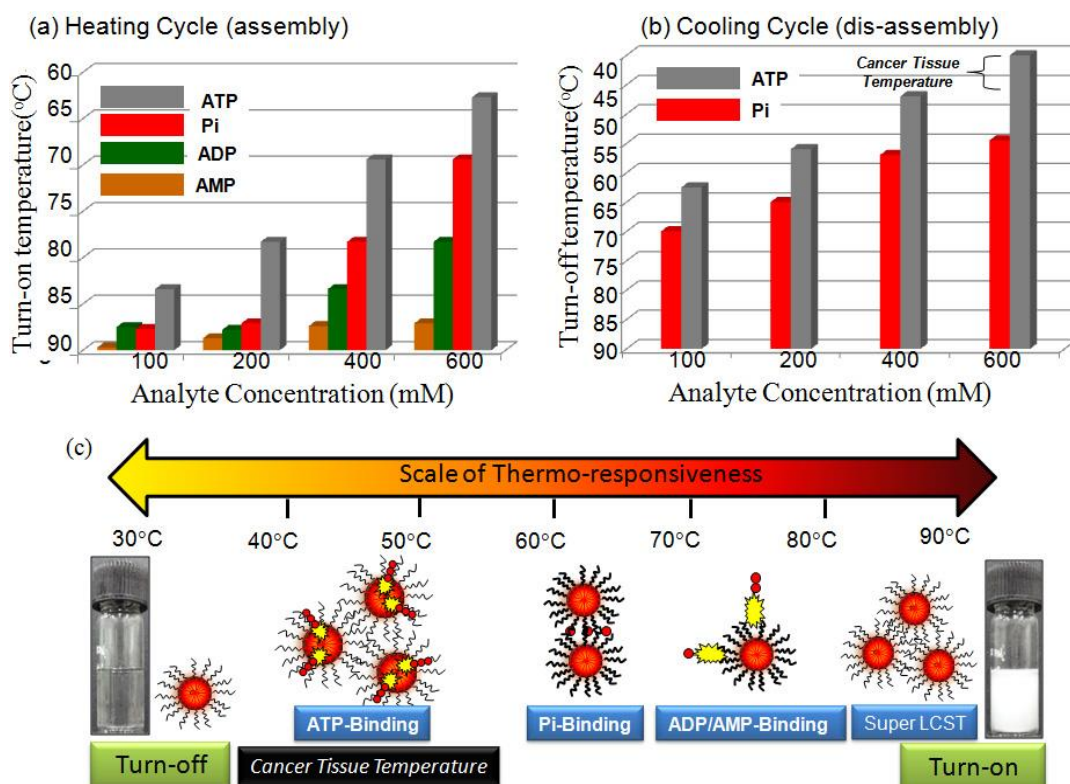 (a) Heating Cycle (assembly)
60
65
70
75
80
85
90
Turn-on temperature(°C)
ATP
Pi
ADP
AMP
100 200 400 600
Analyte Concentration (mM)
(b) Cooling Cycle (dis-assembly)
40
45
50
55
60
65
70
75
80
85
90
Turn-off temperature(°C)
ATP
Pi
Cancer Tissue
Temperature
100 200 400 600
Analyte Concentration (mM)
(c)
Scale of Thermo-responsiveness
30°C 40°C 50°C 60°C 70°C 80°C 90°C
ATP-Binding Pi-Binding ADP/AMP-Binding Super LCST
Turn-off Cancer Tissue Temperature Turn-on